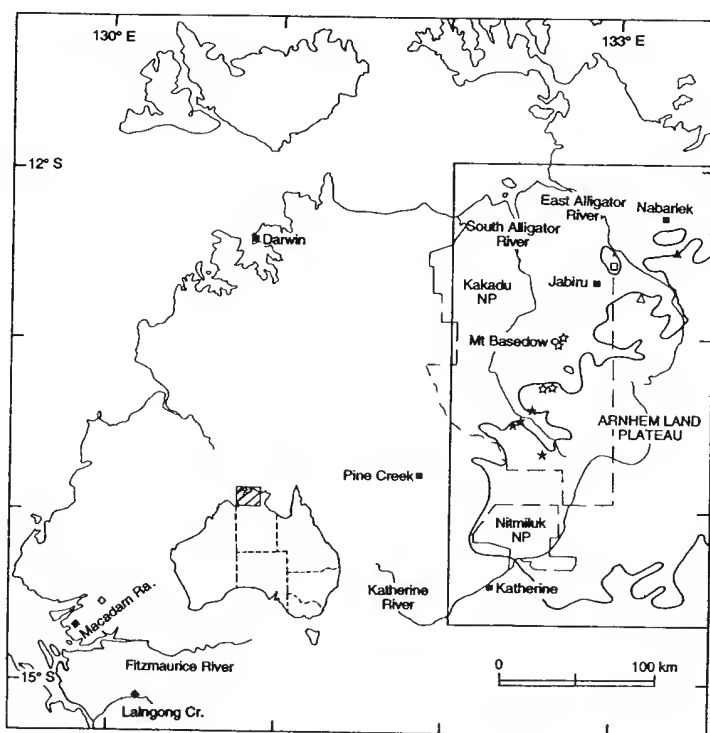 130° E
133° E
12° S
East Alligator
River
Nabarlek
South Alligator
River
Darwin
Jabiru
Kakadu
NP
Mt Basedow
ARNHEM LAND
PLATEAU
Pine Creek
Nitmiluk
NP
Katherine
River
Katherine
Macadam Ra.
Fitzmaurice River
15° S
Laingong Cr.
0
100 km